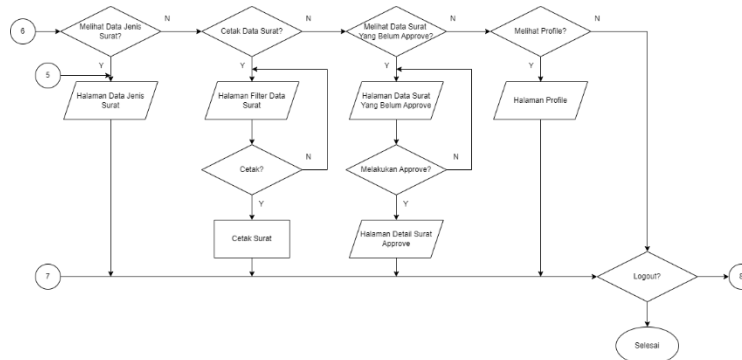 6
Melihat Data Jenis
Surat?
N
Cetak Data Surat?
N
Melihat Data Surat
Yang Belum Approve?
N
Melihat Profile?
N
Y
Y
Y
Y
5
Halaman Data Jenis
Surat
Halaman Filter Data
Surat
Halaman Data Surat
Yang Belum Approve
Halaman Profile
Cetak?
N
Melakukan Approve?
N
Y
Y
Cetak Surat
Halaman Detail Surat
Approve
7
Logout?
8
Selesai